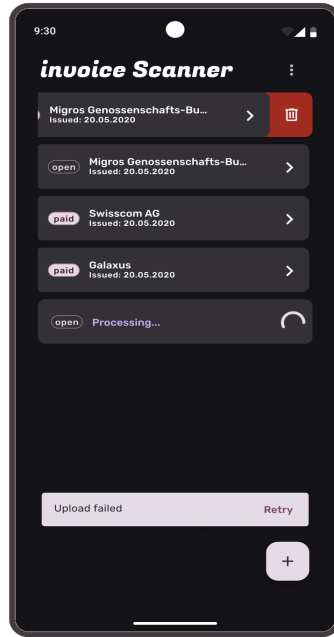 9:30
invoice Scanner
Migros Genossenschafts-Bu...
Issued: 20.05.2020
open
Migros Genossenschafts-Bu...
Issued: 20.05.2020
paid
Swisscom AG
Issued: 20.05.2020
paid
Galaxus
Issued: 20.05.2020
open
Processing...
Upload failed
Retry
+